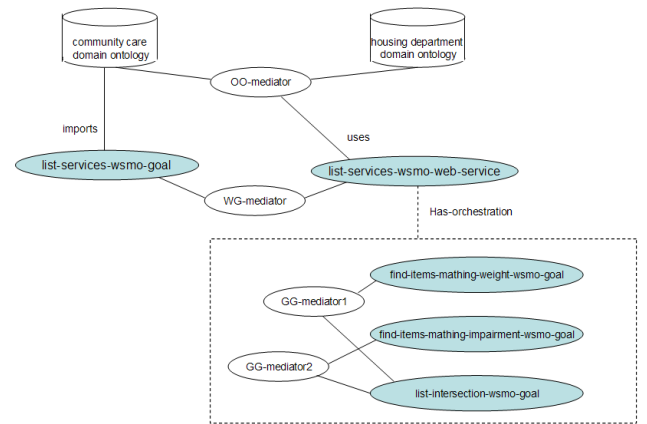 community care
domain ontology
housing department
domain ontology
OO-mediator
imports
uses
list-services-wsmo-goal
list-services-wsmo-web-service
WG-mediator
Has-orchestration
find-items-mathing-weight-wsmo-goal
GG-mediator1
find-items-mathing-impairment-wsmo-goal
GG-mediator2
list-intersection-wsmo-goal